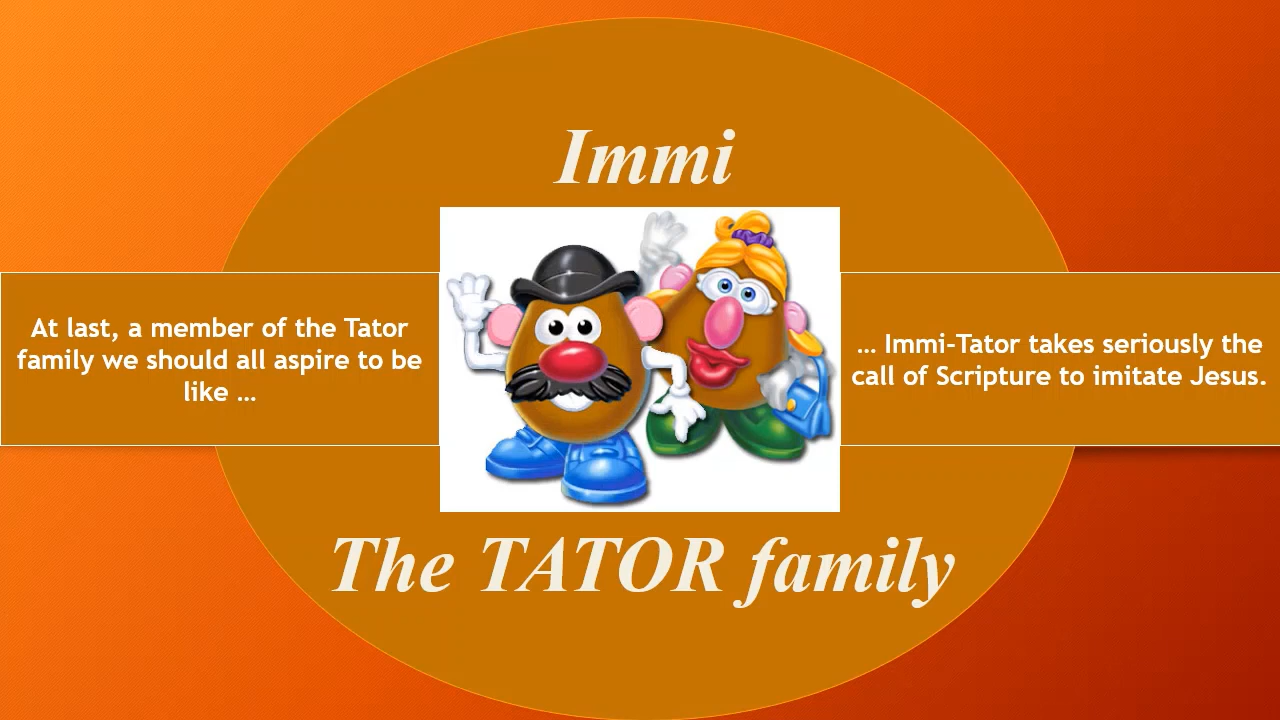 Immi
At last, a member of the Tator
family we should all aspire to be
like …
… Immi-Tator takes seriously the
call of Scripture to imitate Jesus.
The TATOR family